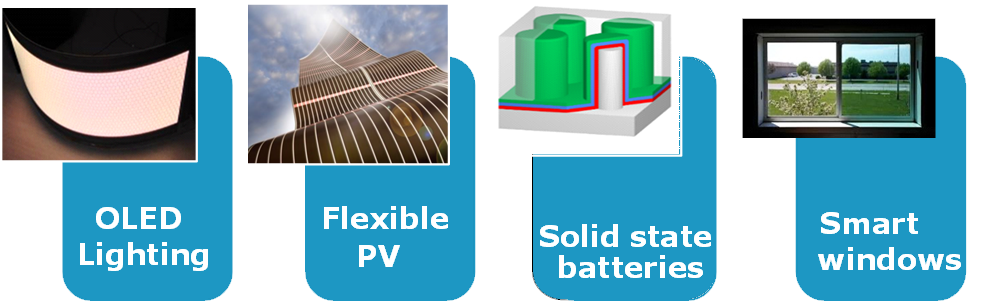 OLED
Lighting
Flexible
PV
Solid state
batteries
Smart
windows